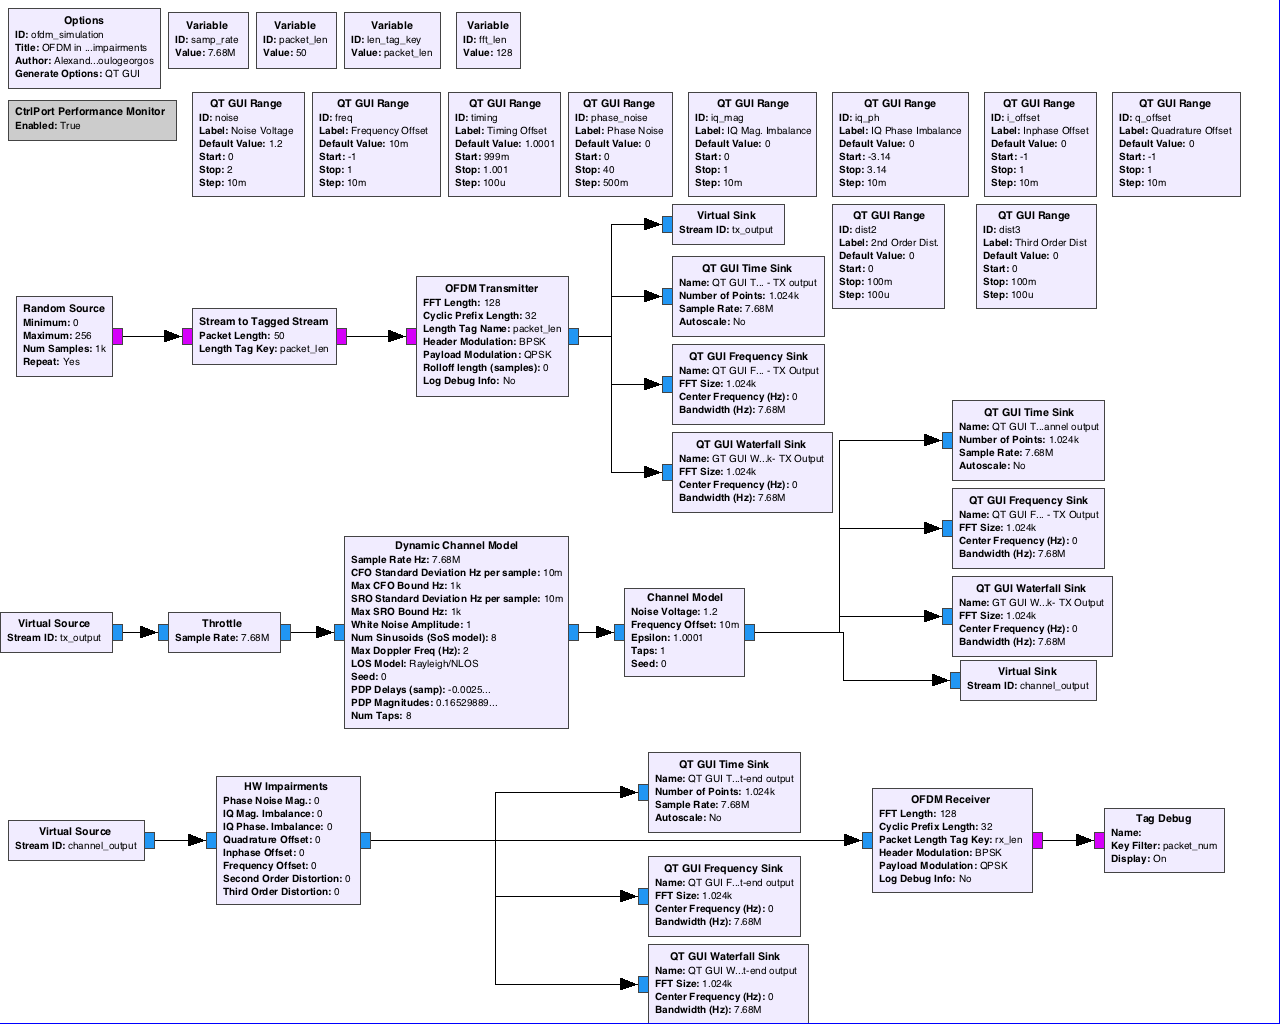 Options
ID: ofdm_simulation
Title: OFDM in ...impairments
Author: Alexand...oulogeorgos
Generate Options: QT GUI
Variable
ID: samp_rate
Value: 7.68M
Variable
ID: packet_len
Value: 50
Variable
ID: len_tag_key
Value: packet_len
Variable
ID: fft_len
Value: 128
CtrlPort Performance Monitor
Enabled: True
QT GUI Range
ID: noise
Label: Noise Voltage
Default Value: 1.2
Start: 0
Stop: 2
Step: 10m
QT GUI Range
ID: freq
Label: Frequency Offset
Default Value: 10m
Start: -1
Stop: 1
Step: 10m
QT GUI Range
ID: timing
Label: Timing Offset
Default Value: 1.0001
Start: 999m
Stop: 1.001
Step: 100u
QT GUI Range
ID: phase_noise
Label: Phase Noise
Default Value: 0
Start: 0
Stop: 40
Step: 500m
QT GUI Range
ID: iq_mag
Label: IQ Mag. Imbalance
Default Value: 0
Start: 0
Stop: 1
Step: 10m
QT GUI Range
ID: iq_ph
Label: IQ Phase Imbalance
Default Value: 0
Start: -3.14
Stop: 3.14
Step: 10m
QT GUI Range
ID: i_offset
Label: Inphase Offset
Default Value: 0
Start: -1
Stop: 1
Step: 10m
QT GUI Range
ID: q_offset
Label: Quadrature Offset
Default Value: 0
Start: -1
Stop: 1
Step: 10m
Virtual Sink
Stream ID: tx_output
QT GUI Range
ID: dist2
Label: 2nd Order Dist.
Default Value: 0
Start: 0
Stop: 100m
Step: 100u
QT GUI Range
ID: dist3
Label: Third Order Dist
Default Value: 0
Start: 0
Stop: 100m
Step: 100u
Random Source
Minimum: 0
Maximum: 256
Num Samples: 1k
Repeat: Yes
Stream to Tagged Stream
Packet Length: 50
Length Tag Key: packet_len
OFDM Transmitter
FFT Length: 128
Cyclic Prefix Length: 32
Length Tag Name: packet_len
Header Modulation: BPSK
Payload Modulation: QPSK
Rolloff length (samples): 0
Log Debug Info: No
QT GUI Time Sink
Name: QT GUI T... - TX output
Number of Points: 1.024k
Sample Rate: 7.68M
Autoscale: No
QT GUI Frequency Sink
Name: QT GUI F... - TX Output
FFT Size: 1.024k
Center Frequency (Hz): 0
Bandwidth (Hz): 7.68M
QT GUI Waterfall Sink
Name: GT GUI W...k- TX Output
FFT Size: 1.024k
Center Frequency (Hz): 0
Bandwidth (Hz): 7.68M
QT GUI Time Sink
Name: QT GUI T...annel output
Number of Points: 1.024k
Sample Rate: 7.68M
Autoscale: No
QT GUI Frequency Sink
Name: QT GUI F... - TX Output
FFT Size: 1.024k
Center Frequency (Hz): 0
Bandwidth (Hz): 7.68M
QT GUI Waterfall Sink
Name: GT GUI W...k- TX Output
FFT Size: 1.024k
Center Frequency (Hz): 0
Bandwidth (Hz): 7.68M
Virtual Sink
Stream ID: channel_output
Virtual Source
Stream ID: tx_output
Throttle
Sample Rate: 7.68M
Dynamic Channel Model
Sample Rate Hz: 7.68M
CFO Standard Deviation Hz per sample: 10m
Max CFO Bound Hz: 1k
SRO Standard Deviation Hz per sample: 10m
Max SRO Bound Hz: 1k
White Noise Amplitude: 1
Num Sinusoids (SoS model): 8
Max Doppler Freq (Hz): 2
LOS Model: Rayleigh/NLOS
Seed: 0
PDP Delays (samp): -0.0025...
PDP Magnitudes: 0.16529889...
Num Taps: 8
Channel Model
Noise Voltage: 1.2
Frequency Offset: 10m
Epsilon: 1.0001
Taps: 1
Seed: 0
Virtual Source
Stream ID: channel_output
HW Impairments
Phase Noise Mag.: 0
IQ Mag. Imbalance: 0
IQ Phase. Imbalance: 0
Quadrature Offset: 0
Inphase Offset: 0
Frequency Offset: 0
Second Order Distortion: 0
Third Order Distortion: 0
QT GUI Time Sink
Name: QT GUI T...t-end output
Number of Points: 1.024k
Sample Rate: 7.68M
Autoscale: No
QT GUI Frequency Sink
Name: QT GUI F...t-end output
FFT Size: 1.024k
Center Frequency (Hz): 0
Bandwidth (Hz): 7.68M
QT GUI Waterfall Sink
Name: QT GUI W...t-end output
FFT Size: 1.024k
Center Frequency (Hz): 0
Bandwidth (Hz): 7.68M
OFDM Receiver
FFT Length: 128
Cyclic Prefix Length: 32
Packet Length Tag Key: rx_len
Header Modulation: BPSK
Payload Modulation: QPSK
Log Debug Info: No
Tag Debug
Name:
Key Filter: packet_num
Display: On